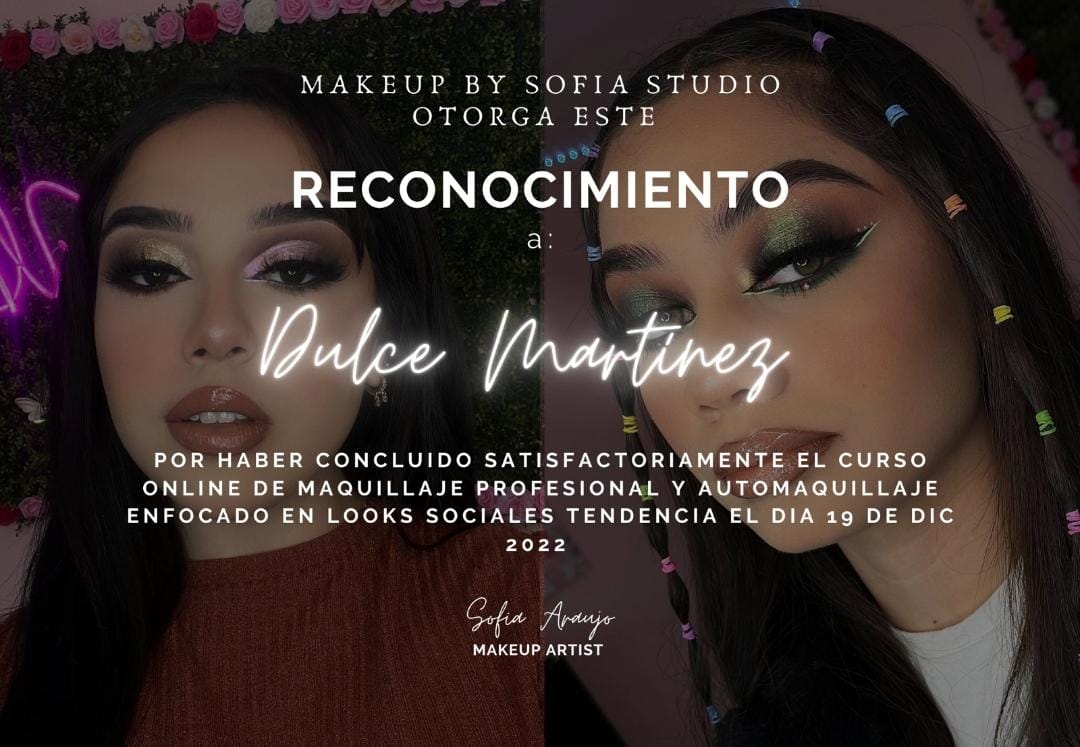 MAKEUP BY SOFIA STUDIO
OTORGA ESTE
RECONOCIMIENTO
a:
Dulce Martínez
POR HABER CONCLUIDO SATISFACTORIAMENTE EL CURSO
ONLINE DE MAQUILLAJE PROFESIONAL Y AUTOMAQUILLAJE
ENFOCADO EN LOOKS SOCIALES TENDENCIA EL DIA 19 DE DIC
2022
Sofia Araujo
MAKEUP ARTIST